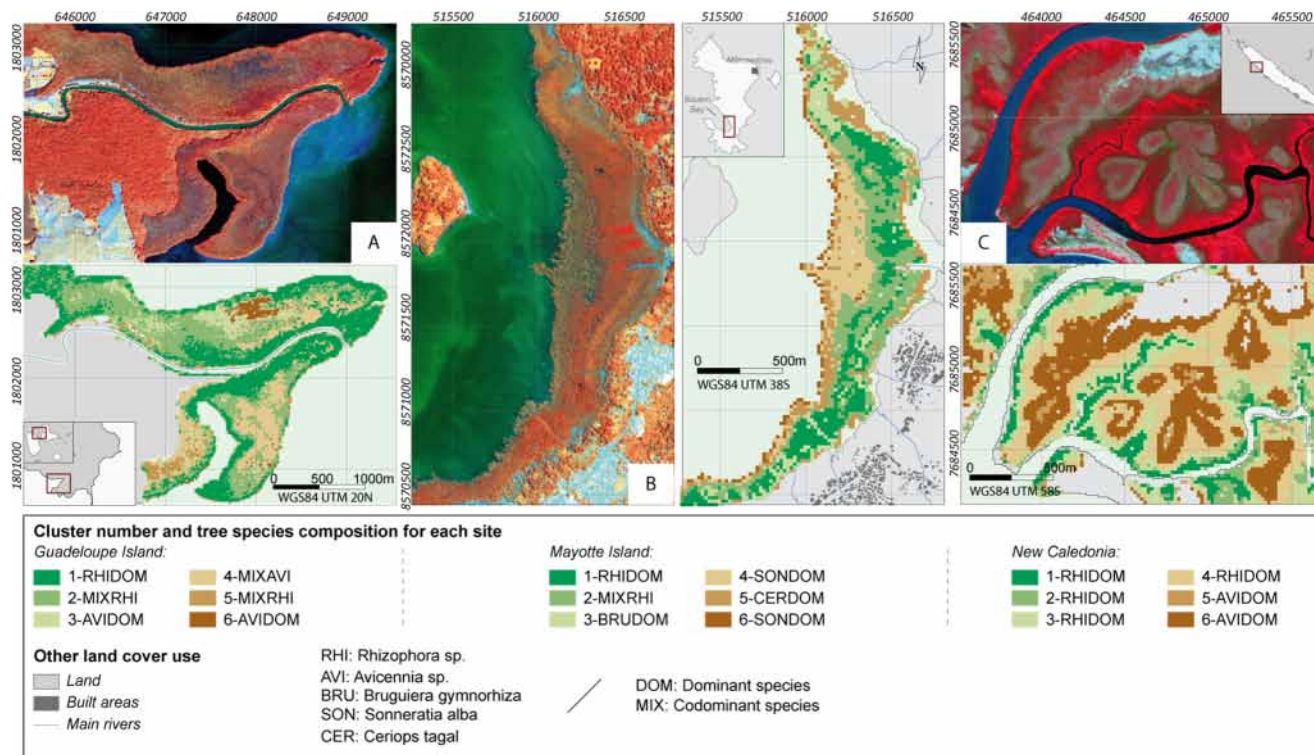 646000 647000 648000 649000
515500 516000 516500
515500 516000 516500
464000 464500 465000 465500
1803000
1802000
1801000
A
1803000
1802000
1801000
0 500 1000m
WGS84 UTM 20N
8570000
8572500
8572000
8571500
8571000
8570500
B
Bay
N
0 500m
WGS84 UTM 38S
7685500
7685000
7684500
C
7685500
7685000
7684500
0 500m
WGS84 UTM 58S
Cluster number and tree species composition for each site
Guadeloupe Island:
1-RHIDOM 4-MIXAVI
2-MIXRHI 5-MIXRHI
3-AVIDOM 6-AVIDOM
Mayotte Island:
1-RHIDOM 4-SONDOM
2-MIXRHI 5-CERDOM
3-BRUDOM 6-SONDOM
New Caledonia:
1-RHIDOM 4-RHIDOM
2-RHIDOM 5-AVIDOM
3-RHIDOM 6-AVIDOM
Other land cover use
Land
Built areas
Main rivers
RHI: Rhizophora sp.
AVI: Avicennia sp.
BRU: Bruguiera gymnorhiza
SON: Sonneratia alba
CER: Ceriops tagal
DOM: Dominant species
MIX: Codominant species